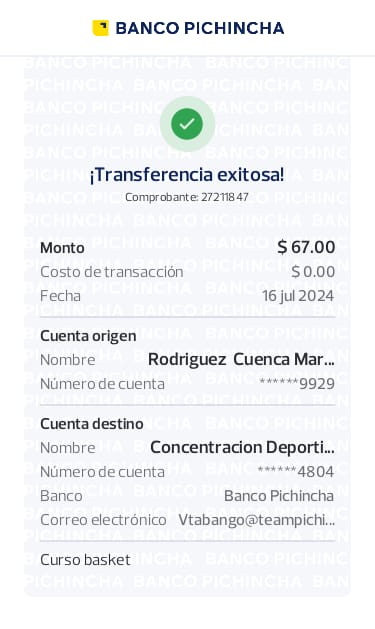 BANCO PICHINCHA
¡Transferencia exitosa!
Comprobante: 27211847
Monto $ 67.00
Costo de transacción $ 0.00
Fecha 16 jul 2024
Cuenta origen
Nombre Rodriguez Cuenca Mar...
Número de cuenta ******9929
Cuenta destino
Nombre Concentracion Deporti...
Número de cuenta ******4804
Banco Banco Pichincha
Correo electrónico Vtabango@teampichi...
Curso basket